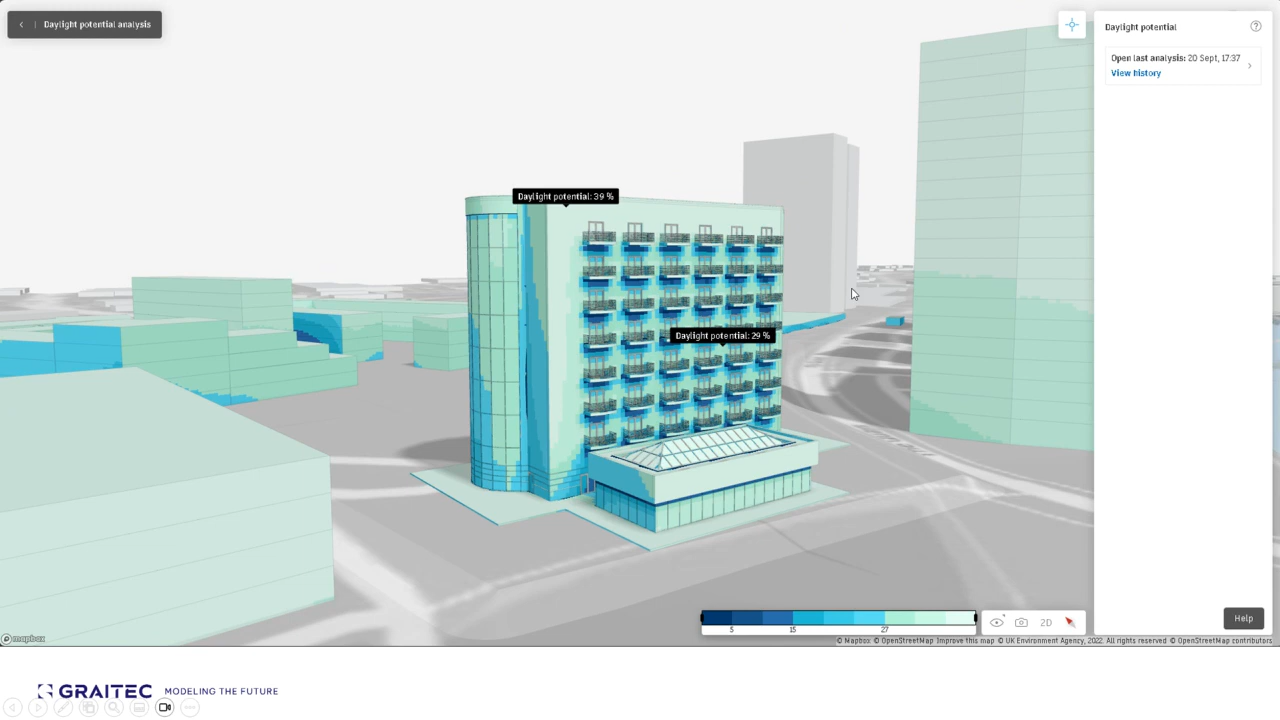 Daylight potential analysis
Daylight potential
Open last analysis: 20 Sept, 17:37
View history
Daylight potential: 39 %
Daylight potential: 29 %
5 15 27
2D
Help
mapbox
© Mapbox © OpenStreetMap Improve this map © UK Environment Agency, 2022. All rights reserved © OpenStreetMap contributors
GRAITEC MODELING THE FUTURE